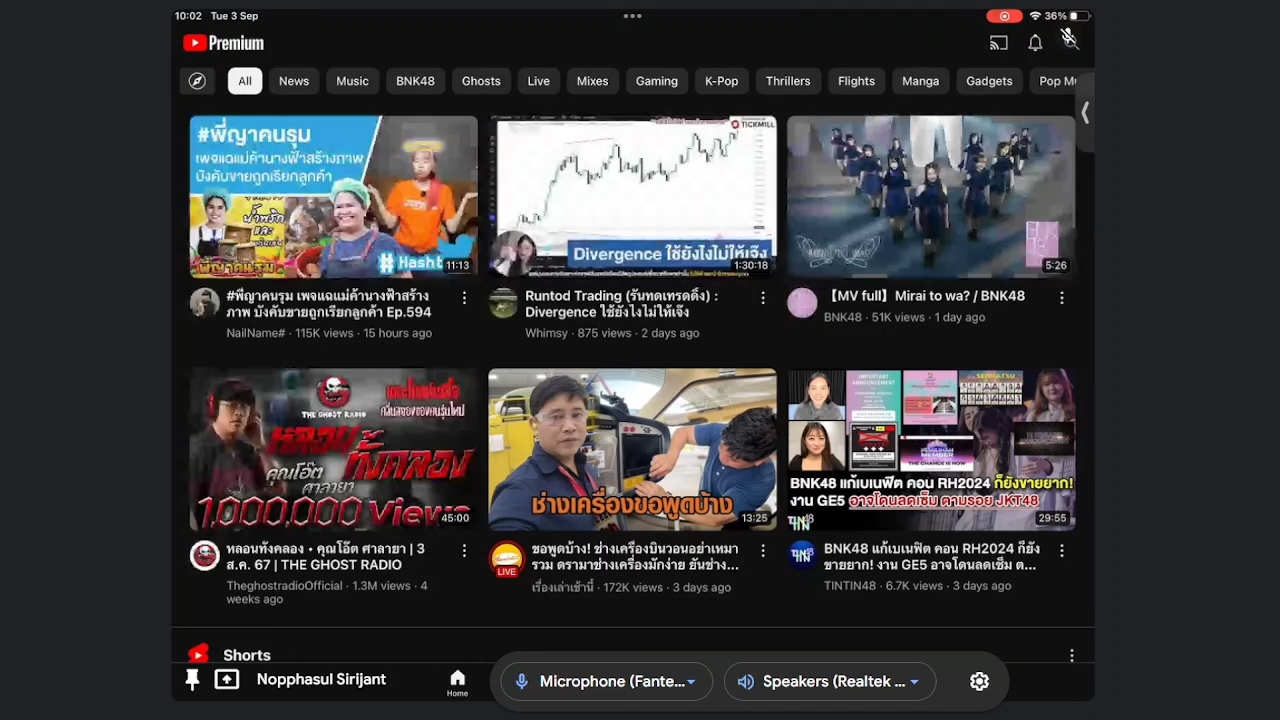 10:02 Tue 3 Sep
36%
Premium
All News Music BNK48 Ghosts Live Mixes Gaming K-Pop Thrillers Flights Manga Gadgets Pop Mu
#พี่ญาคนรุม
เพจแฉแม่ค้านางฟ้าสร้างภาพ
บังคับขายถูกเรียกลูกค้า
น้ำพริก
และ
พี่ญาคนรุม
#Hasht
11:13
TICKMILL
Divergence ใช้ยังไงไม่ให้เจ๊ง
1:30:18
5:26
#พี่ญาคนรุม เพจแฉแม่ค้านางฟ้าสร้าง
ภาพ บังคับขายถูกเรียกลูกค้า Ep.594
NailName# · 115K views · 15 hours ago
Runtod Trading (รันทดเทรดดิ้ง) :
Divergence ใช้ยังไงไม่ให้เจ๊ง
Whimsy · 875 views · 2 days ago
【MV full】Mirai to wa? / BNK48
BNK48 · 51K views · 1 day ago
THE GHOST RADIO
หลอน
ทั้งคลอง
คุณโอ๊ต
ศาลายา
1,000,000 Views
45:00
ช่างเครื่องขอพูดบ้าง
13:25
IMPORTANT
ANNOUNCEMENT
SENBATSU
MEMBER
THE CHANCE IS NOW
BNK48 แก้เบเนฟิต คอน RH2024 ก็ยังขายยาก!
งาน GE5 อาจโดนลดเซ็ม ตามรอย JKT48
TINTIN48
29:55
หลอนทั้งคลอง • คุณโอ๊ต ศาลายา | 3
ส.ค. 67 | THE GHOST RADIO
TheghostradioOfficial · 1.3M views · 4
weeks ago
LIVE
ขอพูดบ้าง! ช่างเครื่องบินวอนอย่าเหมา
รวม ดรามาช่างเครื่องมักง่าย ยันช่าง...
เรื่องเล่าเช้านี้ · 172K views · 3 days ago
TINTIN48
BNK48 แก้เบเนฟิต คอน RH2024 ก็ยัง
ขายยาก! งาน GE5 อาจโดนลดเซ็ม ต...
TINTIN48 · 6.7K views · 3 days ago
Shorts
Nopphasul Sirijant
Home
Microphone (Fante...
Speakers (Realtek ...